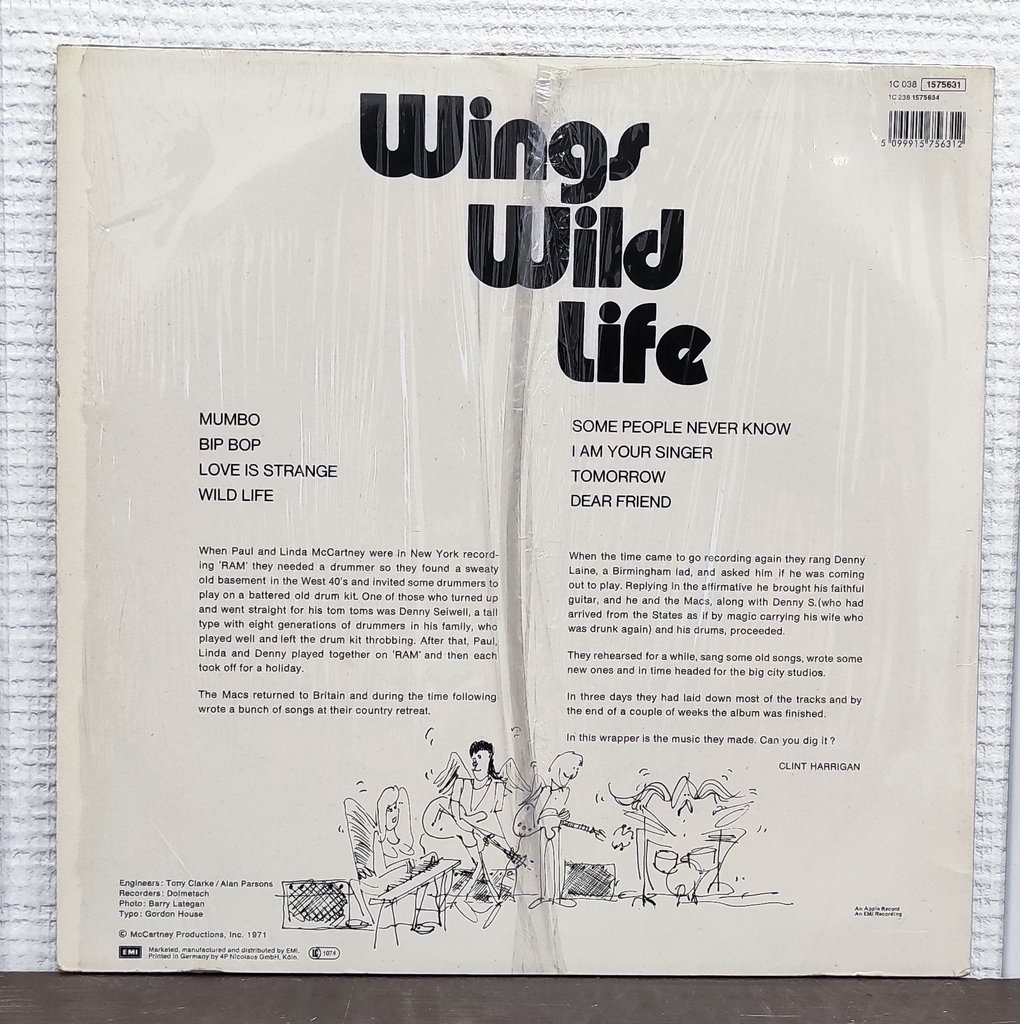 1C 038 1575631
1C 238 1575634
5 099915 756312
Wings
Wild
Life
MUMBO
BIP BOP
LOVE IS STRANGE
WILD LIFE
SOME PEOPLE NEVER KNOW
I AM YOUR SINGER
TOMORROW
DEAR FRIEND
When Paul and Linda McCartney were in New York record-
ing 'RAM' they needed a drummer so they found a sweaty
old basement in the West 40's and invited some drummers to
play on a battered old drum kit. One of those who turned up
and went straight for his tom toms was Denny Seiwell, a tall
type with eight generations of drummers in his family, who
played well and left the drum kit throbbing. After that, Paul,
Linda and Denny played together on 'RAM' and then each
took off for a holiday.
The Macs returned to Britain and during the time following
wrote a bunch of songs at their country retreat.
When the time came to go recording again they rang Denny
Laine, a Birmingham lad, and asked him if he was coming
out to play. Replying in the affirmative he brought his faithful
guitar, and he and the Macs, along with Denny S.(who had
arrived from the States as if by magic carrying his wife who
was drunk again) and his drums, proceeded.
They rehearsed for a while, sang some old songs, wrote some
new ones and in time headed for the big city studios.
In three days they had laid down most of the tracks and by
the end of a couple of weeks the album was finished.
In this wrapper is the music they made. Can you dig it?
CLINT HARRIGAN
Engineers: Tony Clarke / Alan Parsons
Recorders: Dolmetsch
Photo: Barry Lategan
Typo: Gordon House
© McCartney Productions, Inc. 1971
EMI Marketed, manufactured and distributed by EMI.
Printed in Germany by 4P Nicolaus GmbH, Köln.
1074
An Apple Record
An EMI Recording